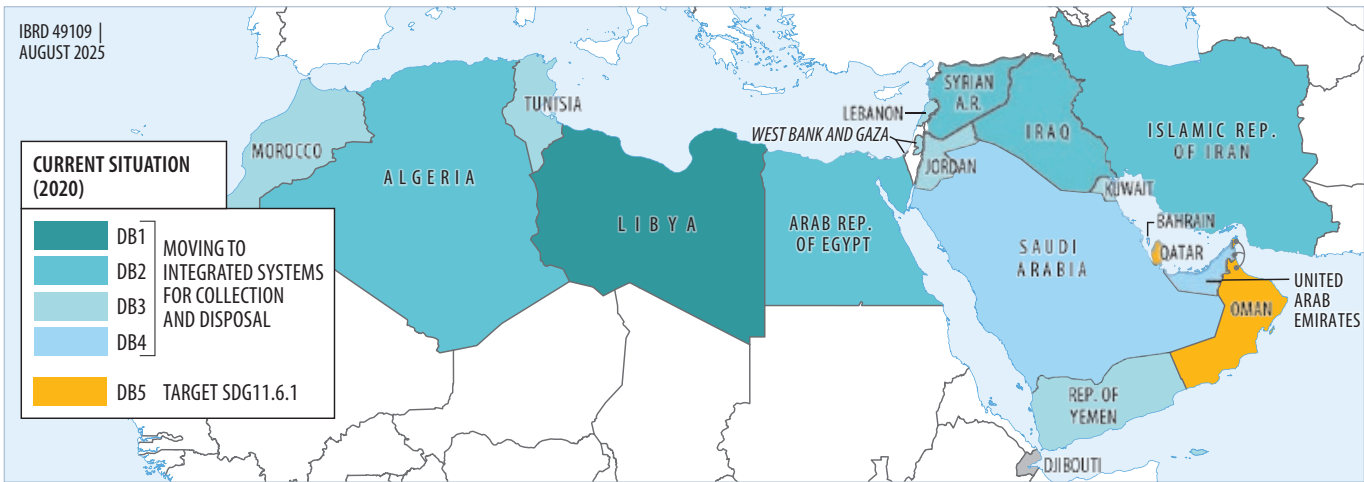 IBRD 49109 |
AUGUST 2025
CURRENT SITUATION
(2020)
DB1
DB2
DB3
DB4
MOVING TO
INTEGRATED SYSTEMS
FOR COLLECTION
AND DISPOSAL
DB5 TARGET SDG11.6.1
MOROCCO
ALGERIA
TUNISIA
LIBYA
ARAB REP.
OF EGYPT
LEBANON
WEST BANK AND GAZA
SYRIAN
A.R.
JORDAN
IRAQ
ISLAMIC REP.
OF IRAN
KUWAIT
BAHRAIN
QATAR
SAUDI
ARABIA
UNITED
ARAB
EMIRATES
OMAN
REP. OF
YEMEN
DJIBOUTI